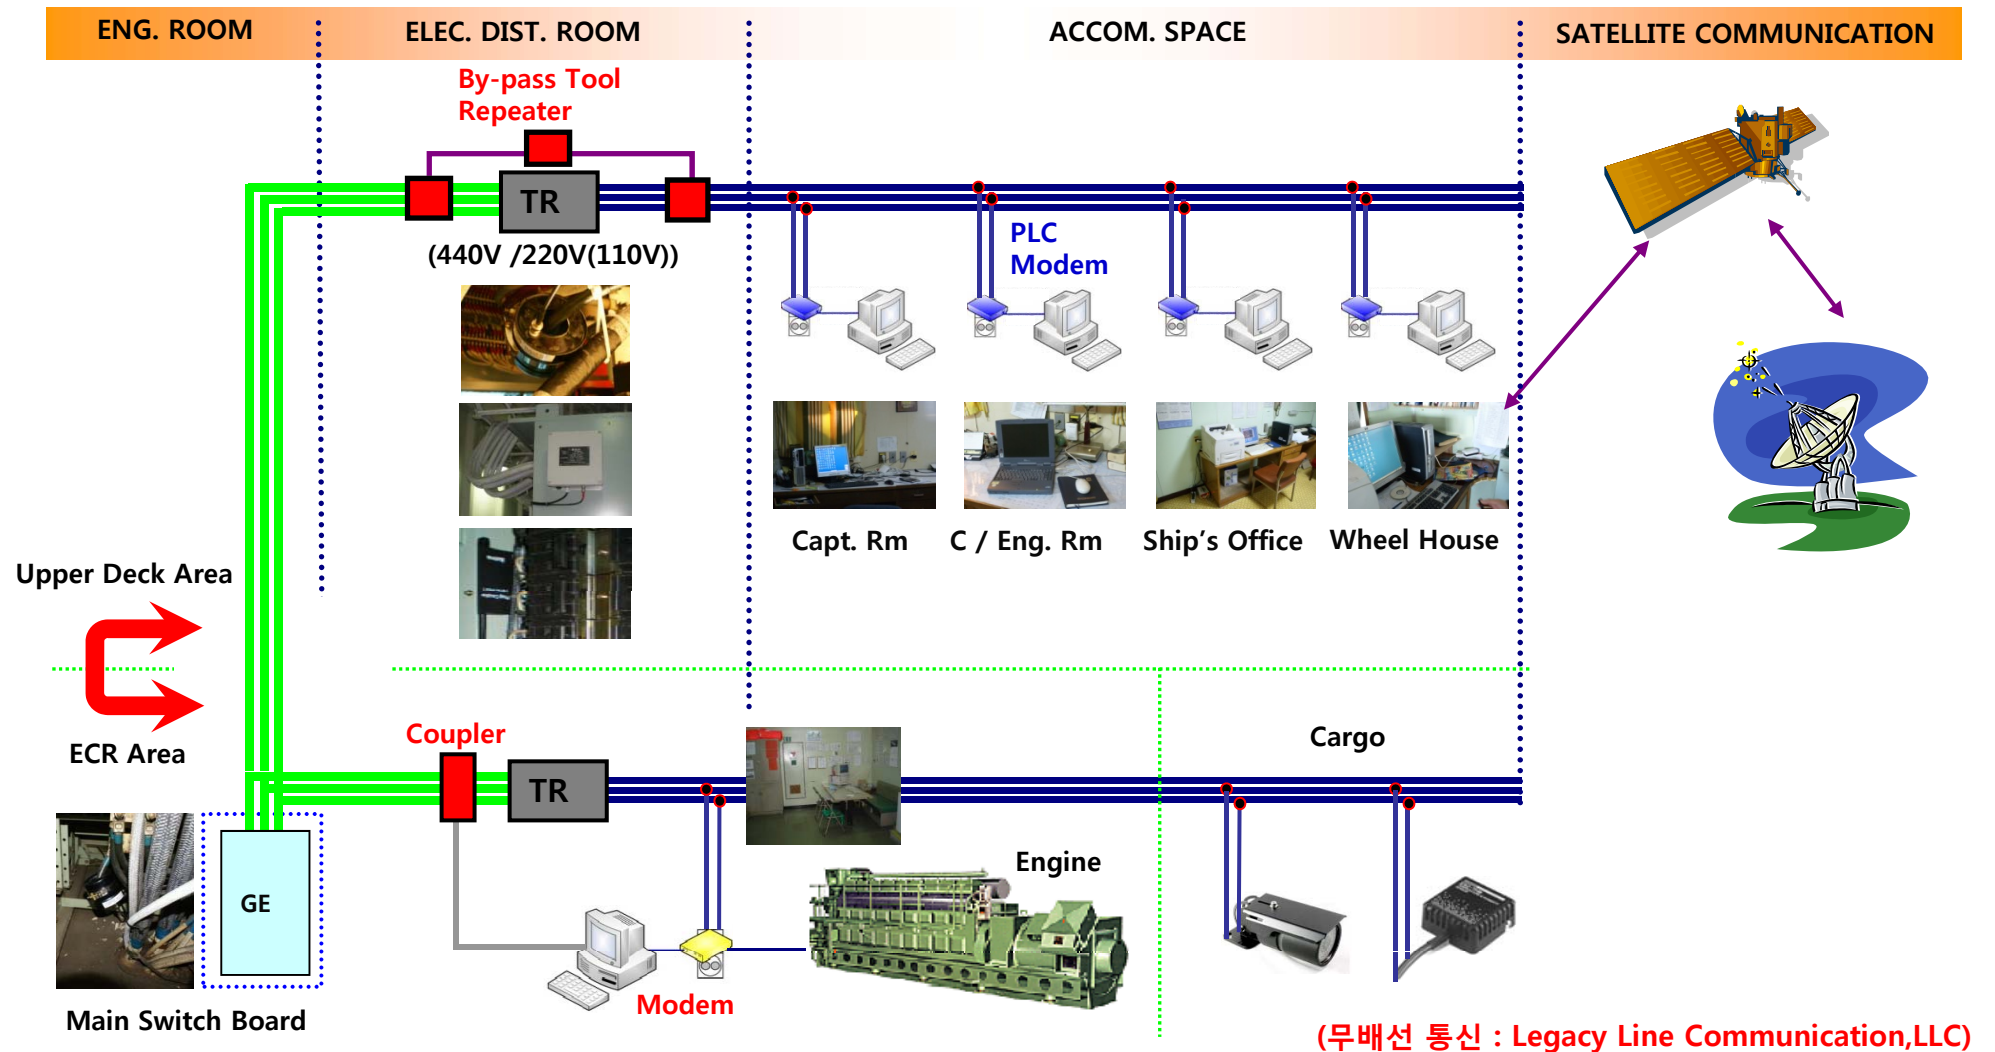 ENG. ROOM
ELEC. DIST. ROOM
ACCOM. SPACE
SATELLITE COMMUNICATION
By-pass Tool
Repeater
TR
(440V /220V(110V))
PLC
Modem
Capt. Rm
C / Eng. Rm
Ship's Office
Wheel House
Upper Deck Area
ECR Area
Coupler
TR
Cargo
Engine
GE
Modem
Main Switch Board
(무배선 통신 : Legacy Line Communication,LLC)